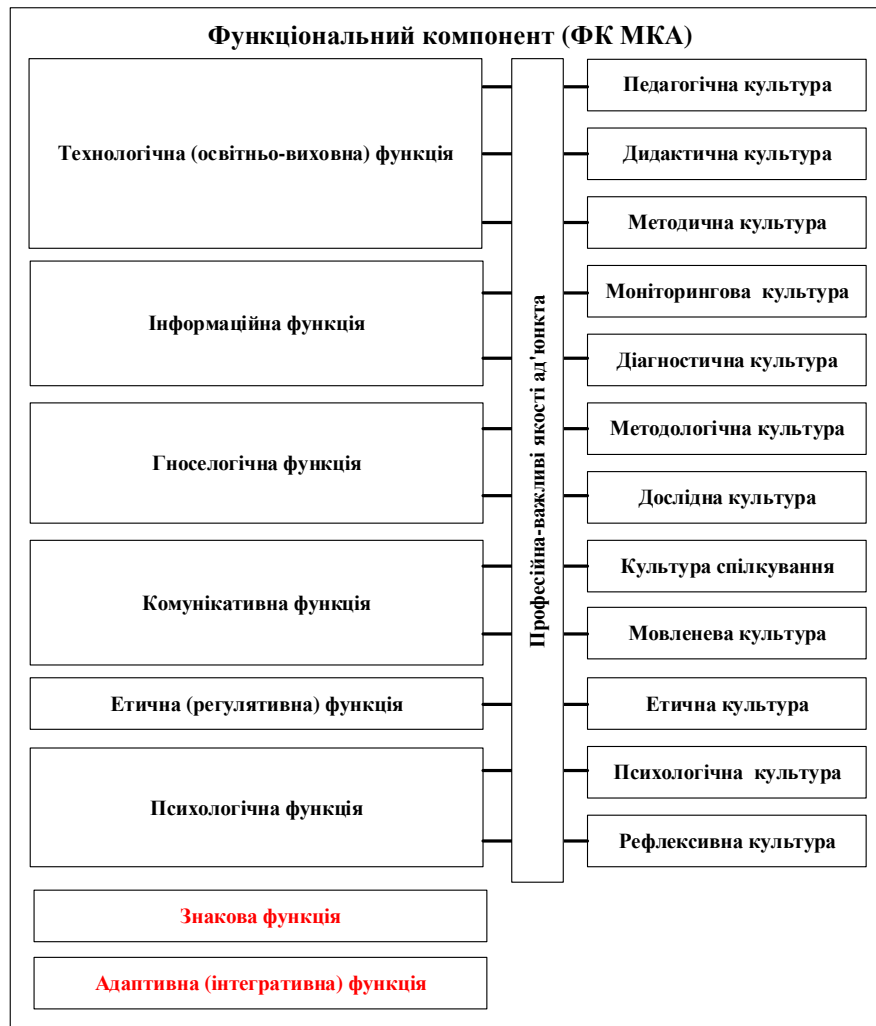 Функціональний компонент (ФК МКА)
Технологічна (освітньо-виховна) функція
Інформаційна функція
Гноселогічна функція
Комунікативна функція
Етична (регулятивна) функція
Психологічна функція
Знакова функція
Адаптивна (інтегративна) функція
Професійна-важливі якості ад'юнкта
Педагогічна культура
Дидактична культура
Методична культура
Моніторингова культура
Діагностична культура
Методологічна культура
Дослідна культура
Культура спілкування
Мовленева культура
Етична культура
Психологічна культура
Рефлексивна культура